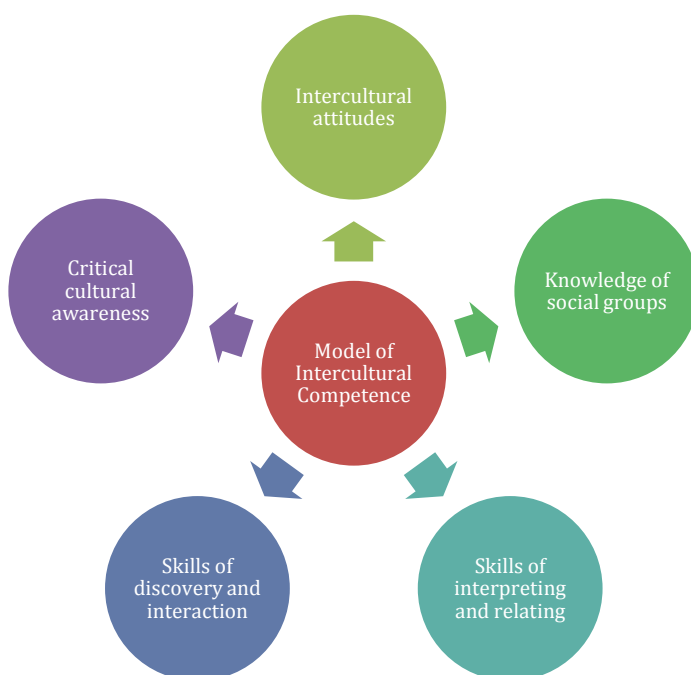 Intercultural
attitudes
Knowledge of
social groups
Skills of
interpreting
and relating
Skills of
discovery and
interaction
Critical
cultural
awareness
Model of
Intercultural
Competence